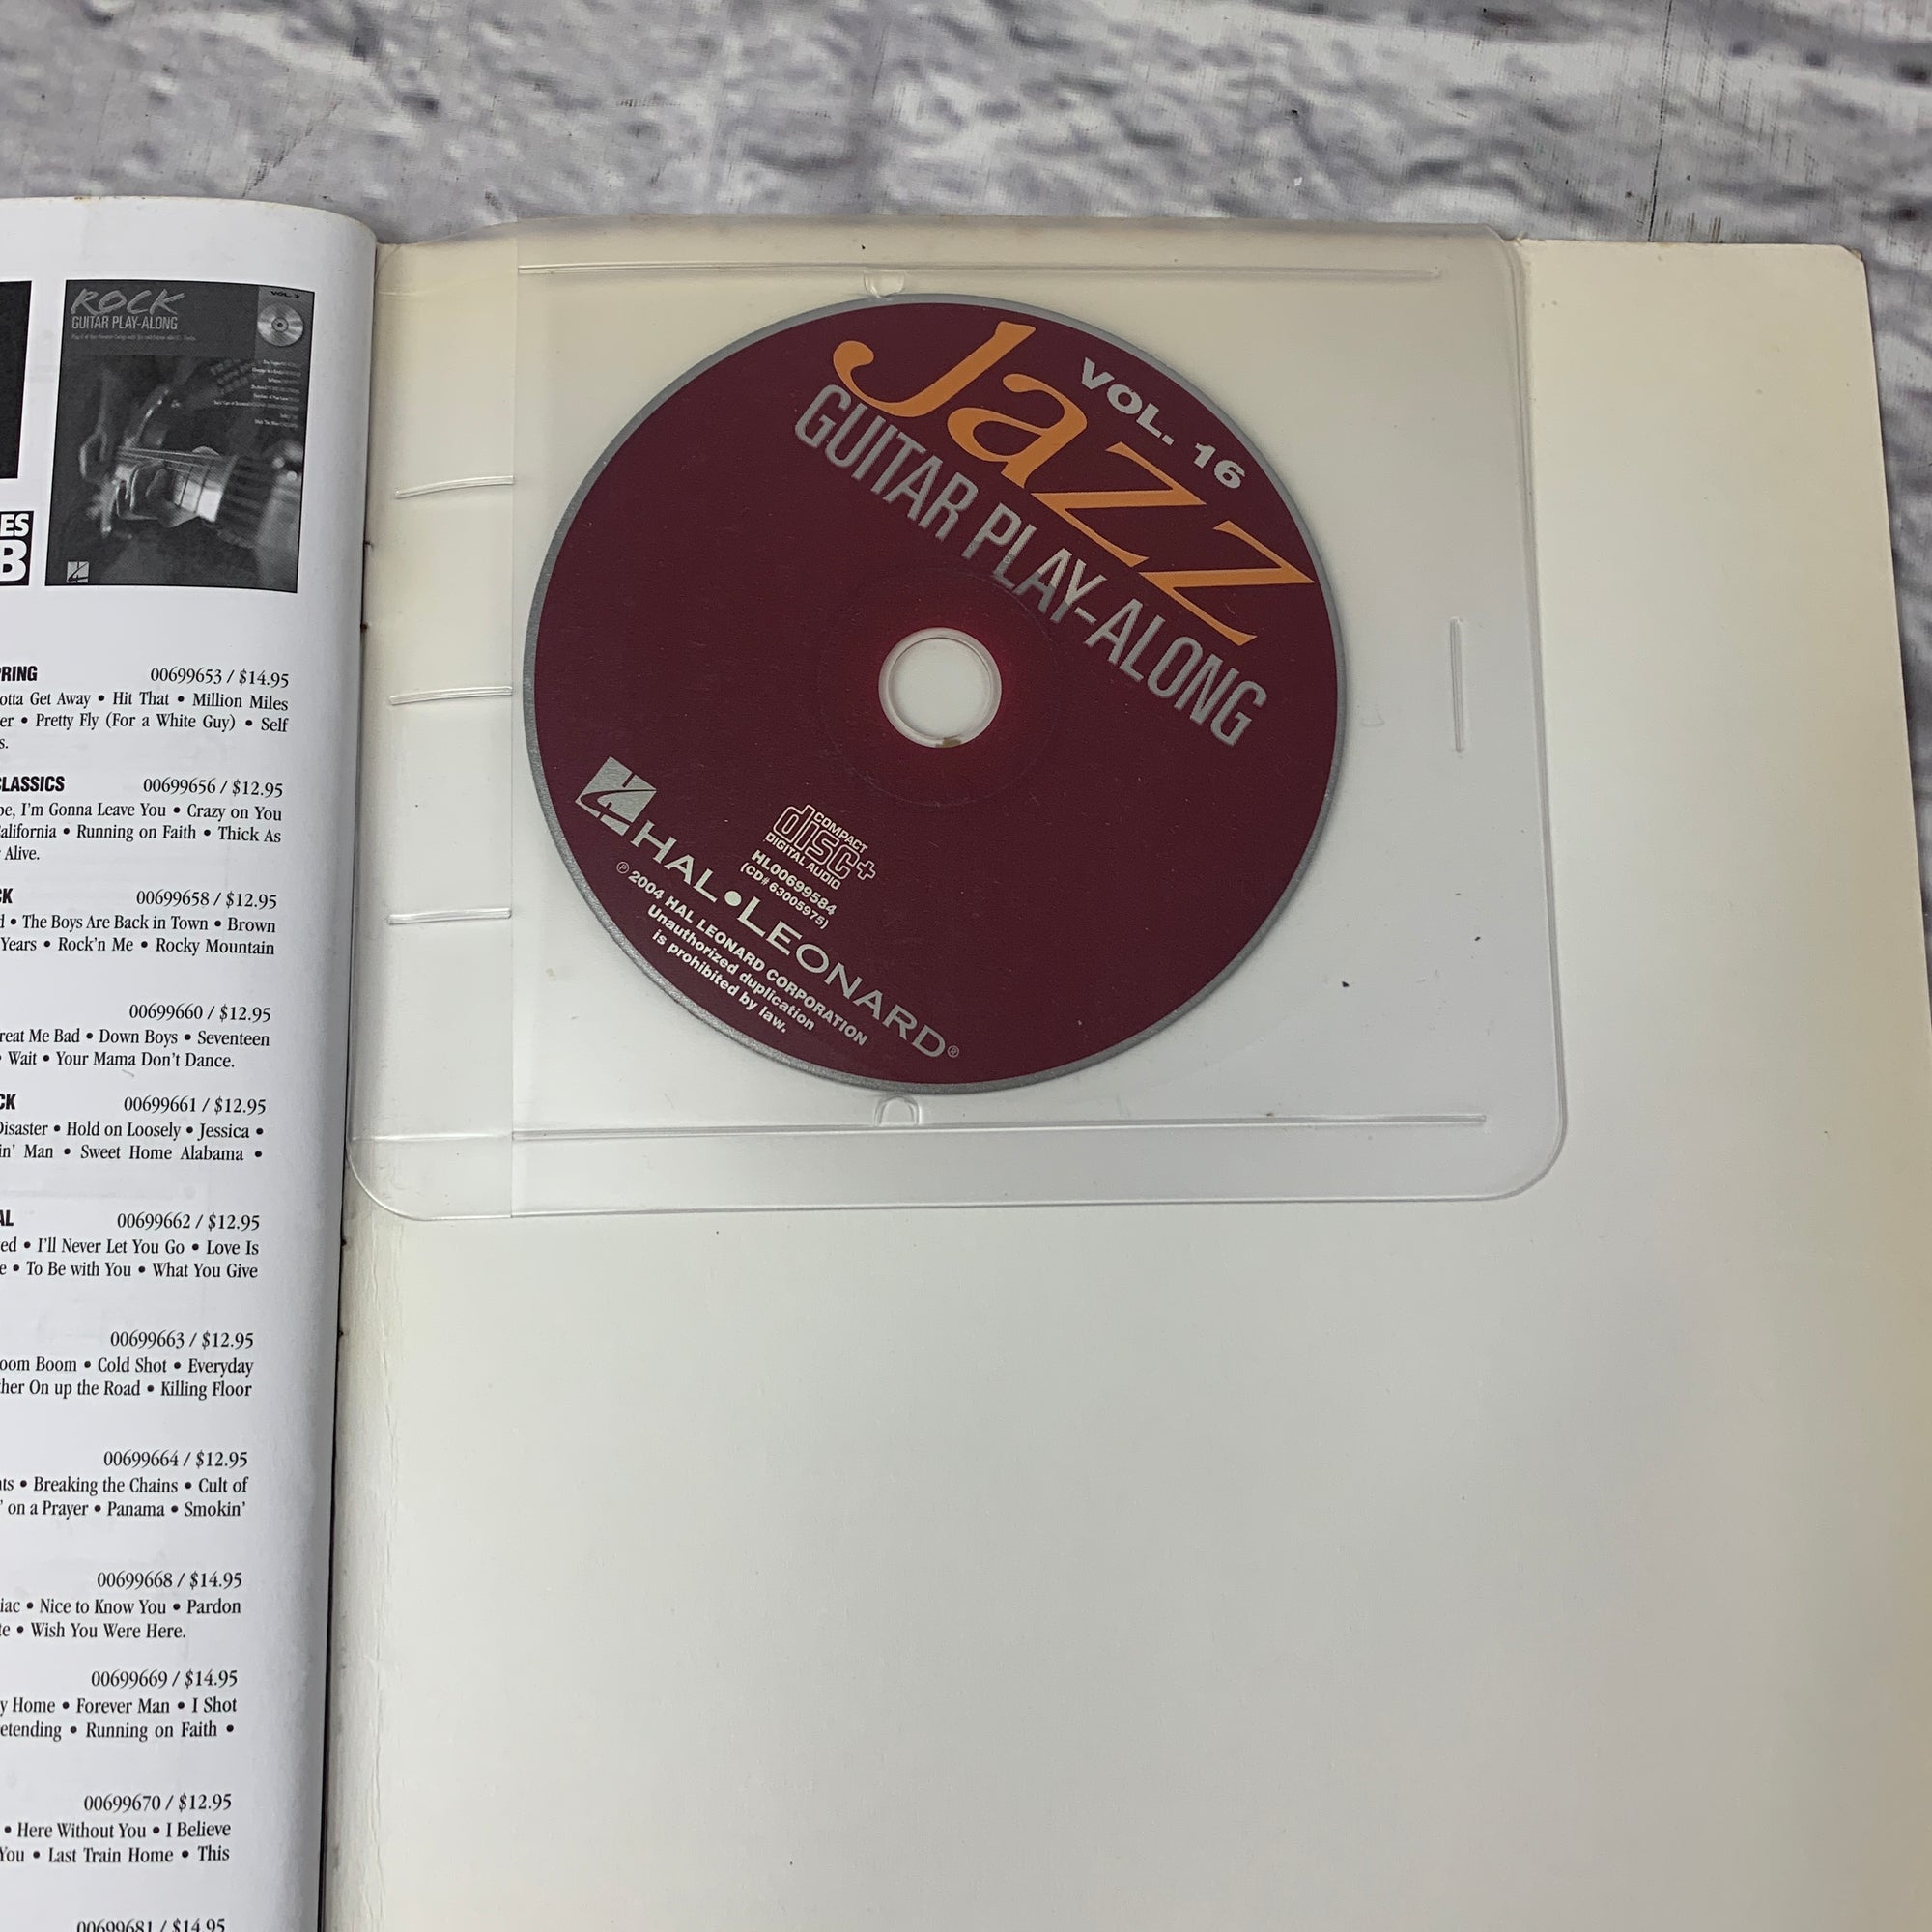 ROCK
GUITAR PLAY-ALONG
ES
B
PRING 00699653 / $14.95
otta Get Away • Hit That • Million Miles
er • Pretty Fly (For a White Guy) • Self
s.
CLASSICS 00699656 / $12.95
be, I'm Gonna Leave You • Crazy on You
alifornia • Running on Faith • Thick As
Alive.
CK 00699658 / $12.95
d • The Boys Are Back in Town • Brown
Years • Rock'n Me • Rocky Mountain
00699660 / $12.95
reat Me Bad • Down Boys • Seventeen
• Wait • Your Mama Don't Dance.
CK 00699661 / $12.95
Disaster • Hold on Loosely • Jessica •
in' Man • Sweet Home Alabama •
AL 00699662 / $12.95
ed • I'll Never Let You Go • Love Is
e • To Be with You • What You Give
00699663 / $12.95
oom Boom • Cold Shot • Everyday
ther On up the Road • Killing Floor
00699664 / $12.95
nts • Breaking the Chains • Cult of
' on a Prayer • Panama • Smokin'
00699668 / $14.95
iac • Nice to Know You • Pardon
te • Wish You Were Here.
00699669 / $14.95
y Home • Forever Man • I Shot
etending • Running on Faith •
00699670 / $12.95
• Here Without You • I Believe
You • Last Train Home • This
00699681 / $14.95
VOL. 16
Jazz
GUITAR PLAY-ALONG
COMPACT
disc+
DIGITAL AUDIO
HL00699584
(CD# 63005975)
HAL•LEONARD®
℗ 2004 HAL LEONARD CORPORATION
Unauthorized duplication
is prohibited by law.